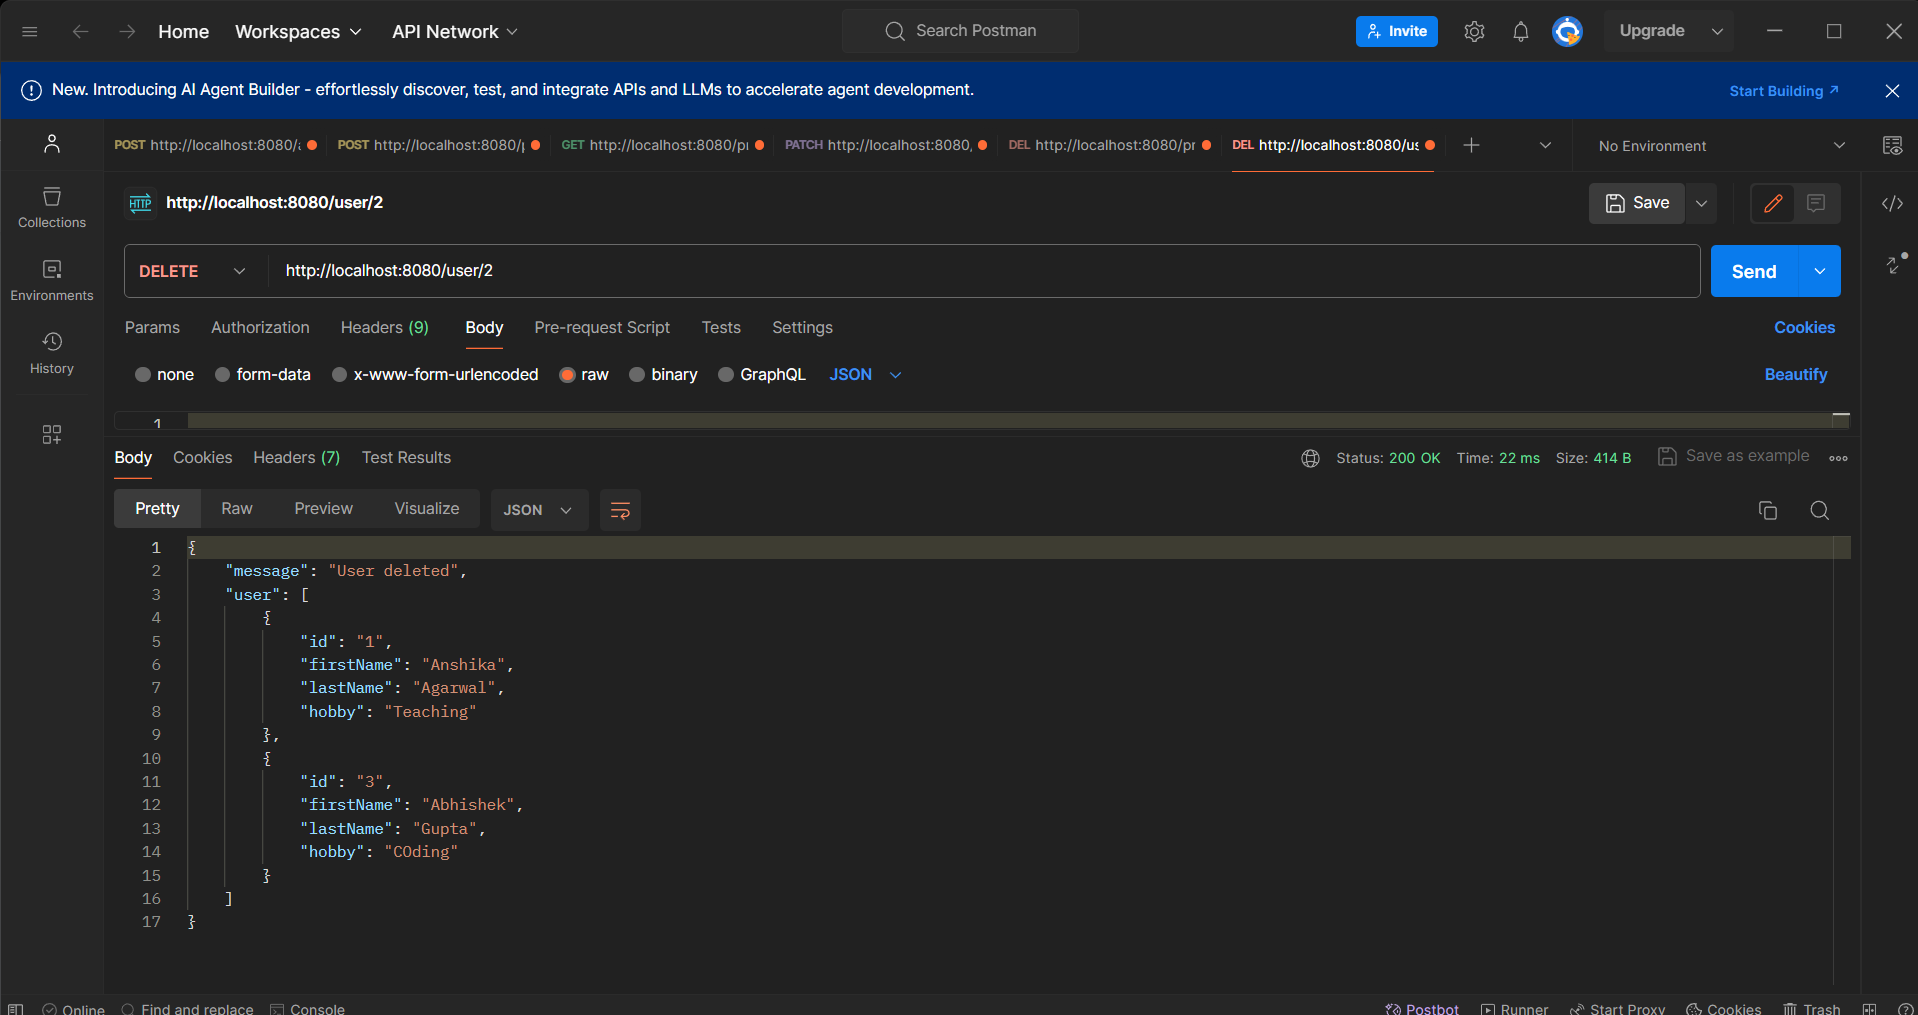 Home Workspaces API Network Search Postman Invite Upgrade
New. Introducing AI Agent Builder - effortlessly discover, test, and integrate APIs and LLMs to accelerate agent development. Start Building
POST http://localhost:8080/ POST http://localhost:8080/ GET http://localhost:8080/pr PATCH http://localhost:8080, DEL http://localhost:8080/pr DEL http://localhost:8080/us No Environment
HTTP http://localhost:8080/user/2 Save
Collections
DELETE http://localhost:8080/user/2 Send
Environments
Params Authorization Headers (9) Body Pre-request Script Tests Settings Cookies
History
none form-data x-www-form-urlencoded raw binary GraphQL JSON Beautify
1
Body Cookies Headers (7) Test Results Status: 200 OK Time: 22 ms Size: 414 B Save as example
Pretty Raw Preview Visualize JSON
1 {
2 "message": "User deleted",
3 "user": [
4 {
5 "id": "1",
6 "firstName": "Anshika",
7 "lastName": "Agarwal",
8 "hobby": "Teaching"
9 },
10 {
11 "id": "3",
12 "firstName": "Abhishek",
13 "lastName": "Gupta",
14 "hobby": "COding"
15 }
16 ]
17 }
Online Find and replace Console Postbot Runner Start Proxy Cookies Trash